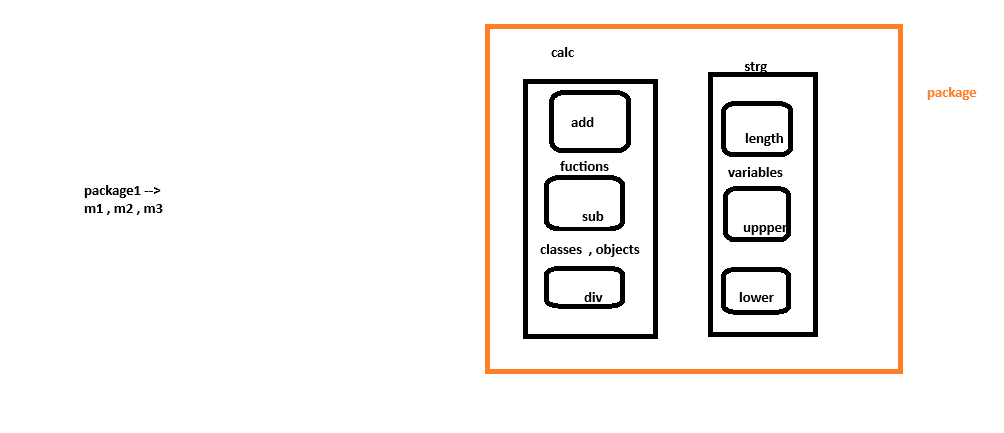 package1 -->
m1 , m2 , m3
calc
add
fuctions
sub
classes , objects
div
strg
length
variables
uppper
lower
package